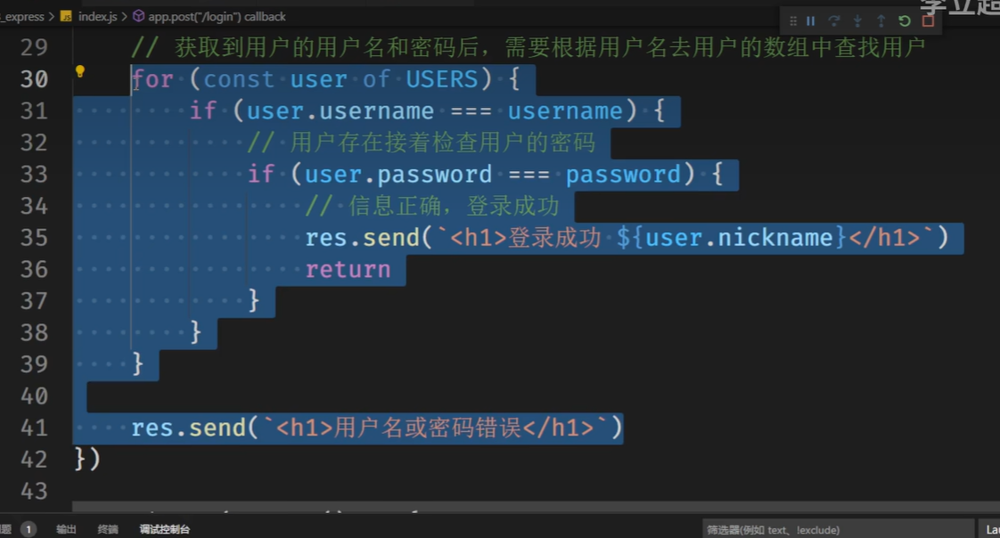 _express > JS index.js > app.post("/login") callback
李立超
29 // 获取到用户的用户名和密码后，需要根据用户名去用户的数组中查找用户
30 for (const user of USERS) {
31 if (user.username === username) {
32 // 用户存在接着检查用户的密码
33 if (user.password === password) {
34 // 信息正确，登录成功
35 res.send(`<h1>登录成功 ${user.nickname}</h1>`)
36 return
37 }
38 }
39 }
40
41 res.send(`<h1>用户名或密码错误</h1>`)
42 })
43
题 1 输出 终端 调试控制台 筛选器(例如 text、!exclude) Lau